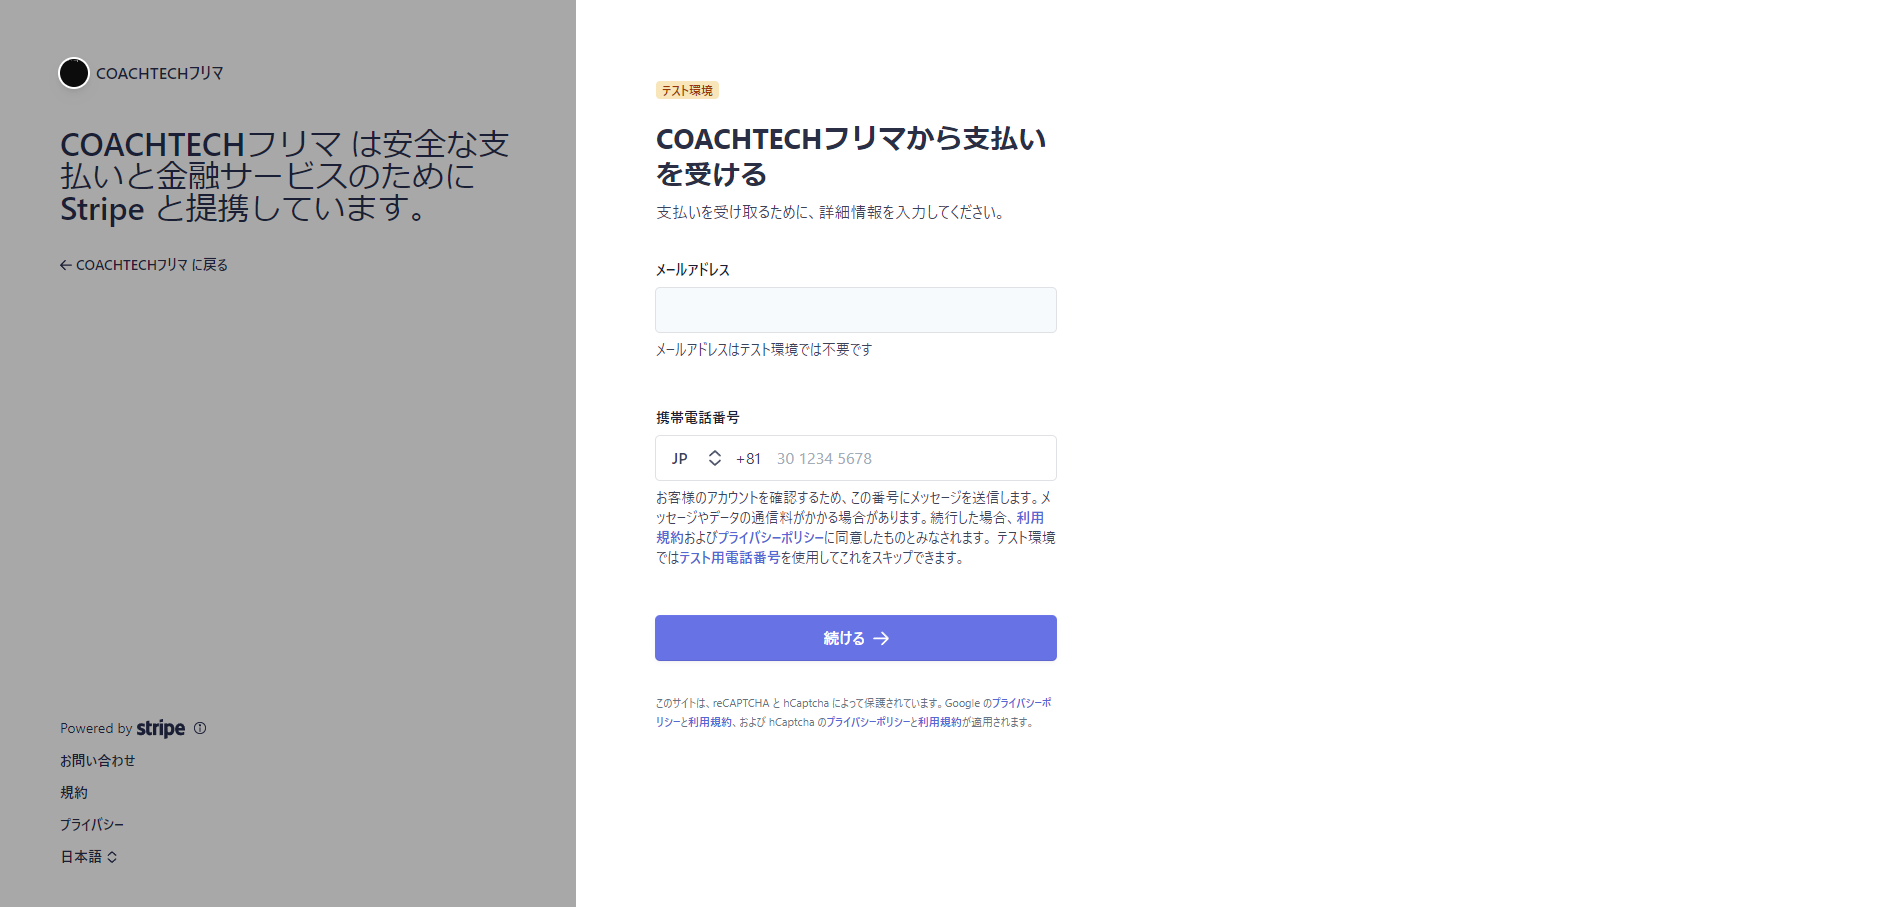 COACHTECHフリマ
COACHTECHフリマ は安全な支
払いと金融サービスのために
Stripe と提携しています。
← COACHTECHフリマ に戻る
Powered by stripe
お問い合わせ
規約
プライバシー
日本語
テスト環境
COACHTECHフリマから支払い
を受ける
支払いを受け取るために、詳細情報を入力してください。
メールアドレス
メールアドレスはテスト環境では不要です
携帯電話番号
JP +81 30 1234 5678
お客様のアカウントを確認するため、この番号にメッセージを送信します。メ
ッセージやデータの通信料がかかる場合があります。続行した場合、利用
規約およびプライバシーポリシーに同意したものとみなされます。 テスト環境
ではテスト用電話番号を使用してこれをスキップできます。
続ける →
このサイトは、reCAPTCHA と hCaptcha によって保護されています。Google のプライバシーポ
リシーと利用規約、および hCaptcha のプライバシーポリシーと利用規約が適用されます。